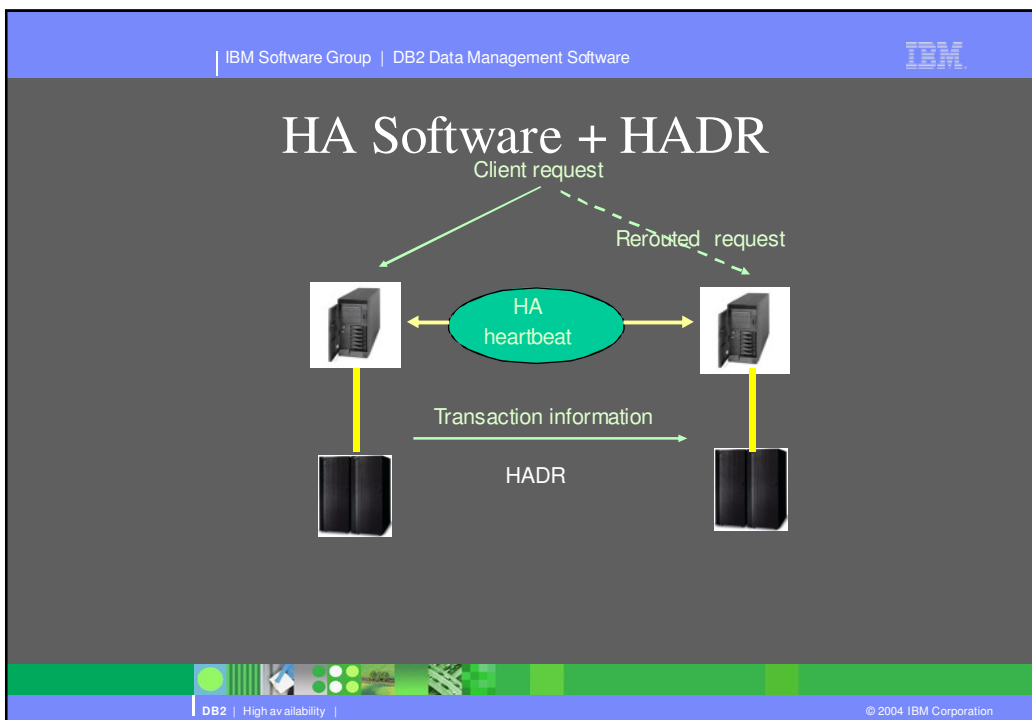 IBM Software Group | DB2 Data Management Software
IBM
HA Software + HADR
Client request
Rerouted request
HA
heartbeat
Transaction information
HADR
DB2 | High availability |
© 2004 IBM Corporation